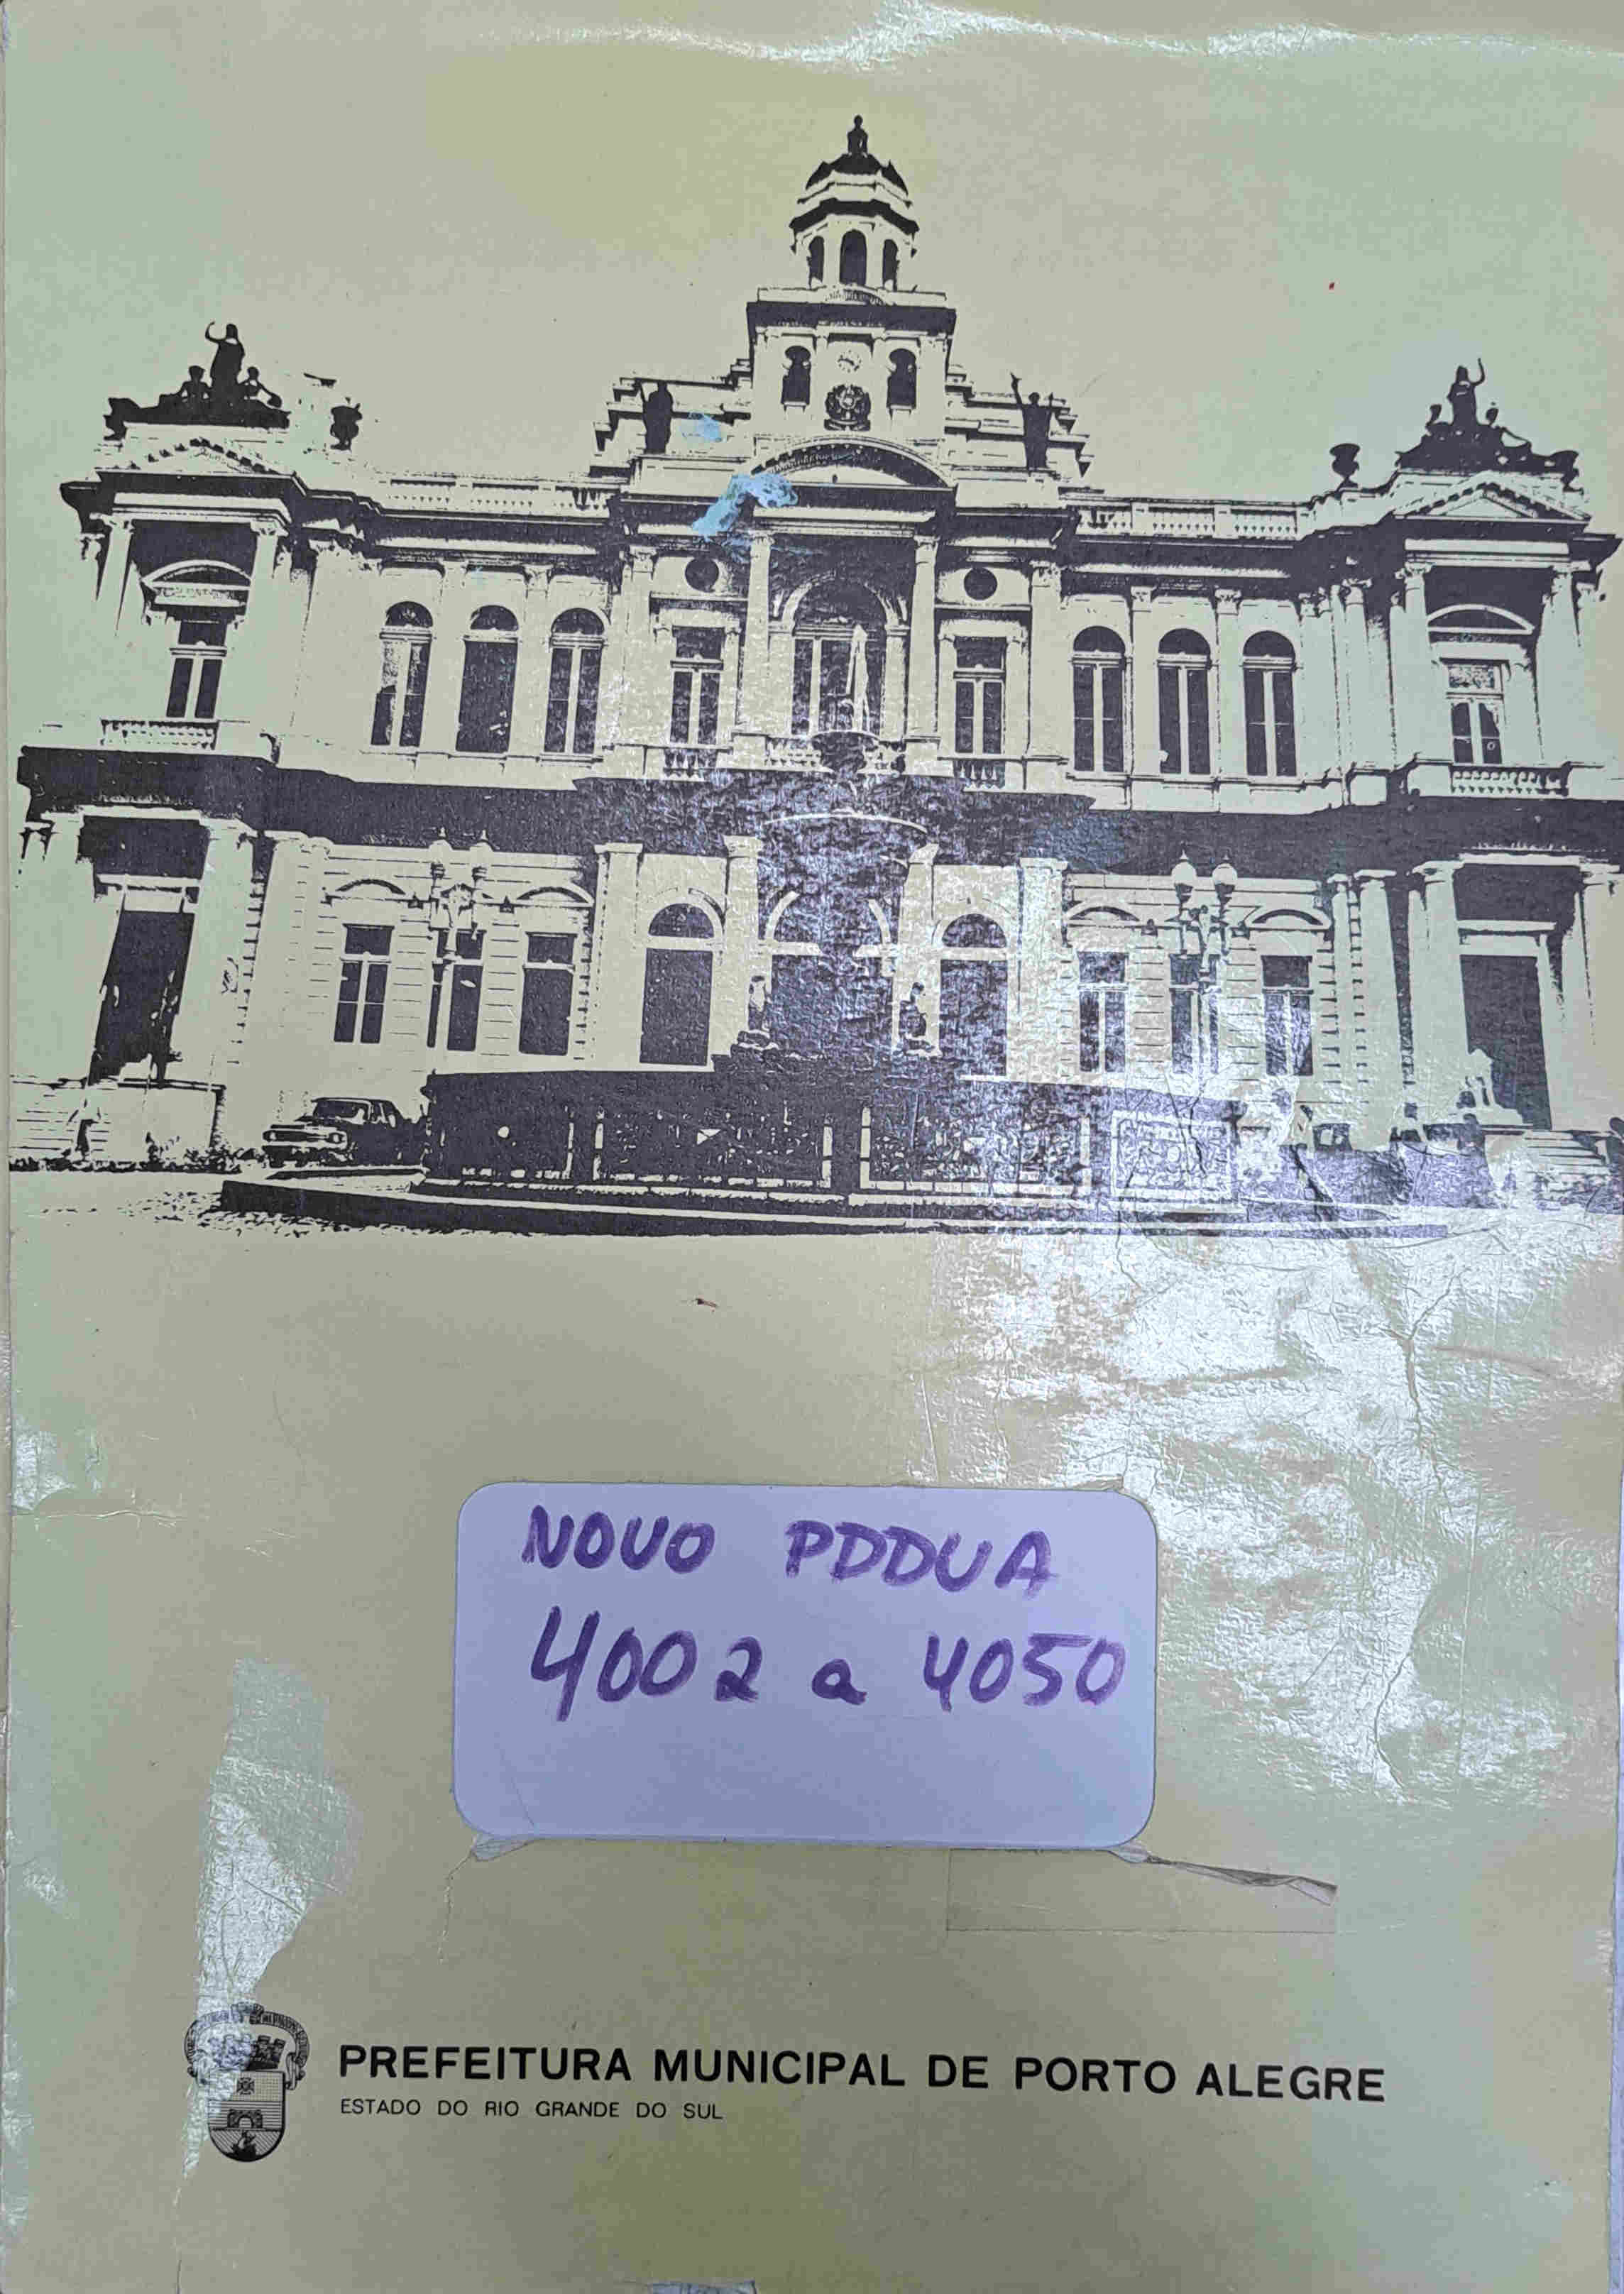 NOVO PDDUA
4002 a 4050
PREFEITURA MUNICIPAL DE PORTO ALEGRE
ESTADO DO RIO GRANDE DO SUL